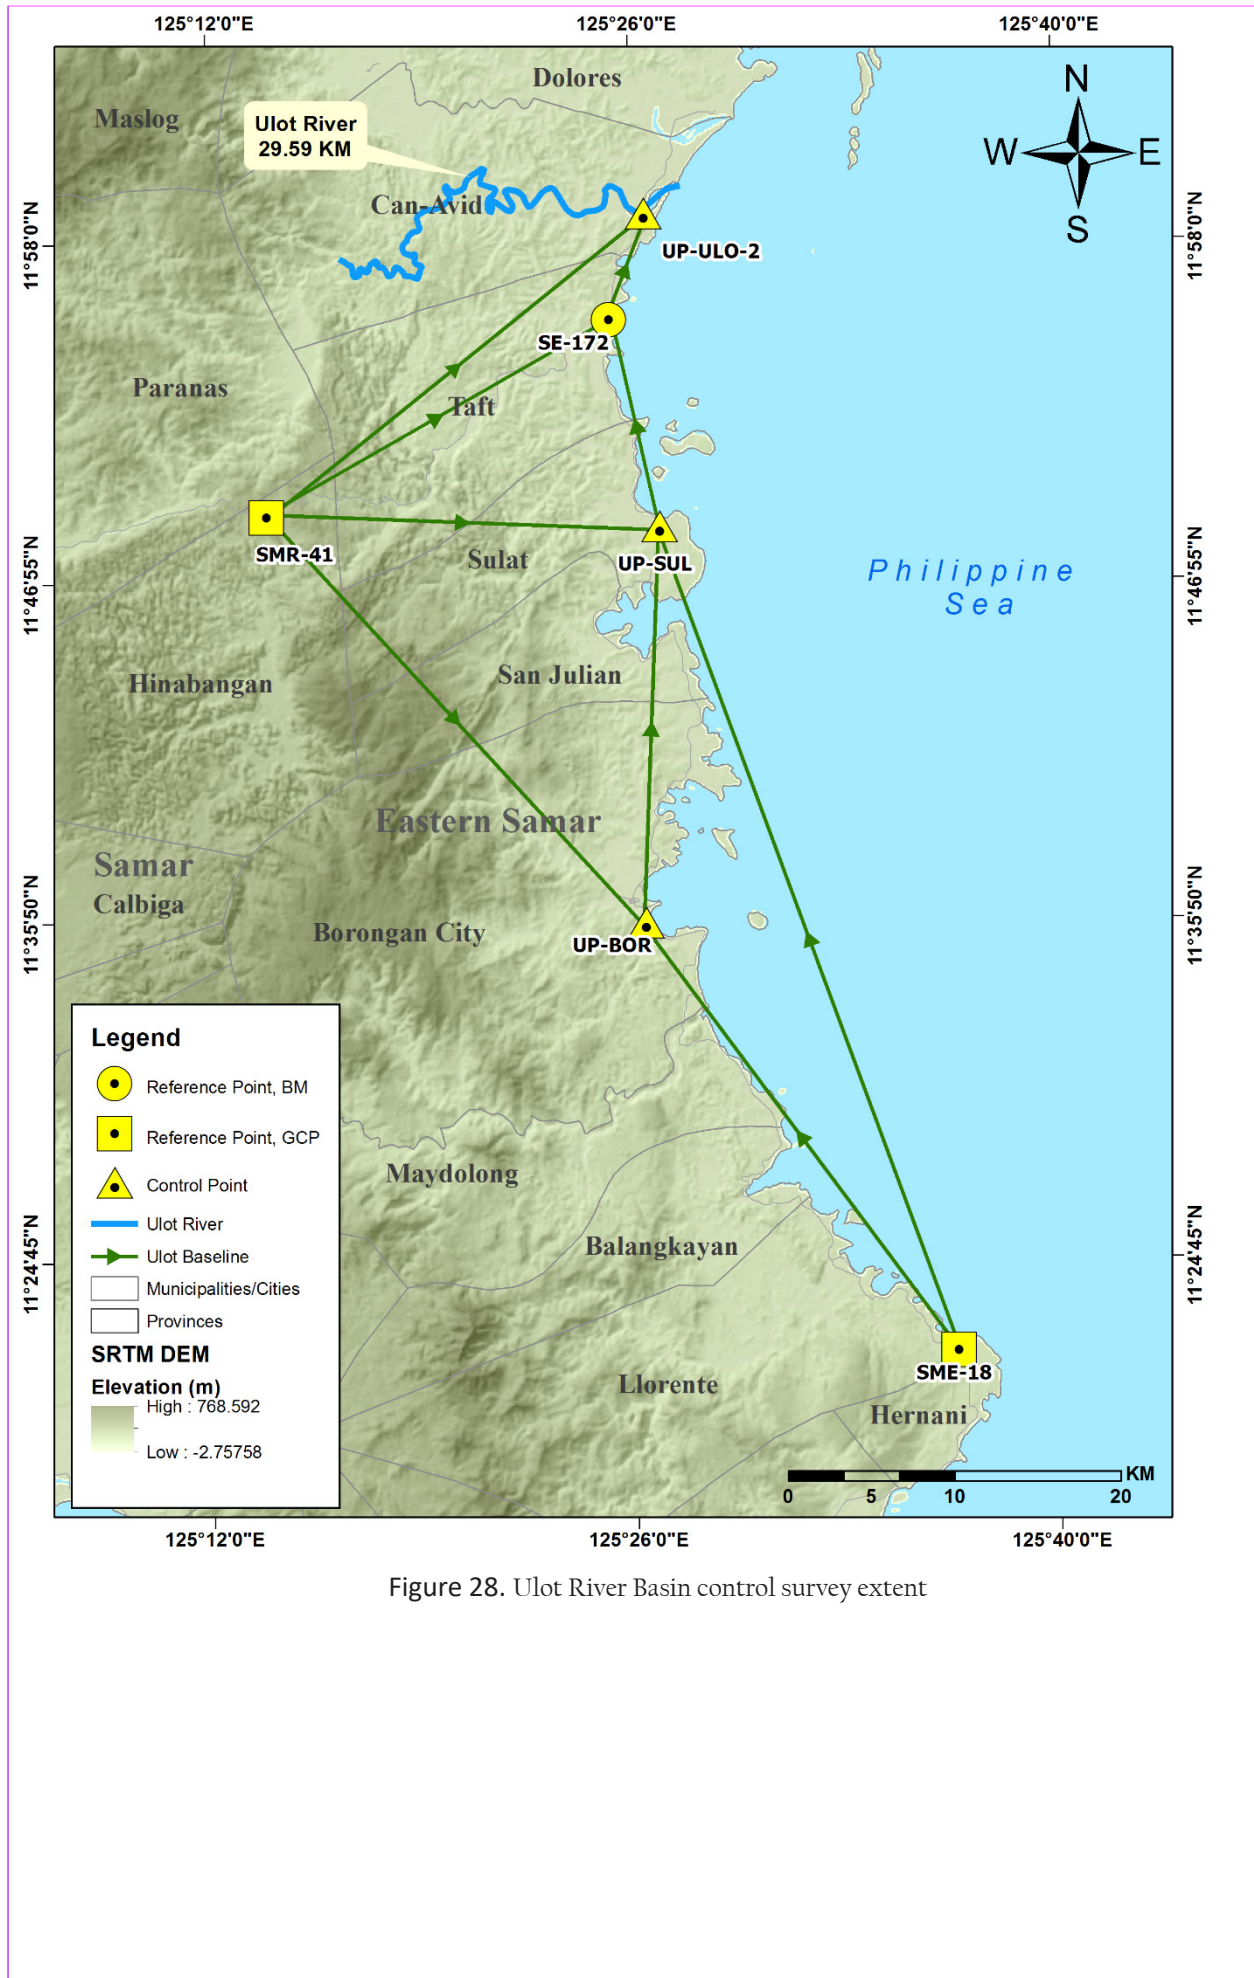 125°12'0"E
125°26'0"E
125°40'0"E
Dolores
Maslog
Ulot River
29.59 KM
N
W
E
S
Can-Avid
11°58'0"N
11°58'0"N
UP-ULO-2
SE-172
Paranas
Taft
SMR-41
Sulat
UP-SUL
Philippine
Sea
11°46'55"N
11°46'55"N
San Julian
Hinabangan
Eastern Samar
Samar
Calbiga
Borongan City
UP-BOR
11°35'50"N
11°35'50"N
Legend
Reference Point, BM
Reference Point, GCP
Control Point
Ulot River
Ulot Baseline
Municipalities/Cities
Provinces
SRTM DEM
Elevation (m)
High : 768.592
Low : -2.75758
Maydolong
Balangkayan
11°24'45"N
11°24'45"N
SME-18
Llorente
Hernani
KM
0 5 10 20
125°12'0"E
125°26'0"E
125°40'0"E
Figure 28. Ulot River Basin control survey extent